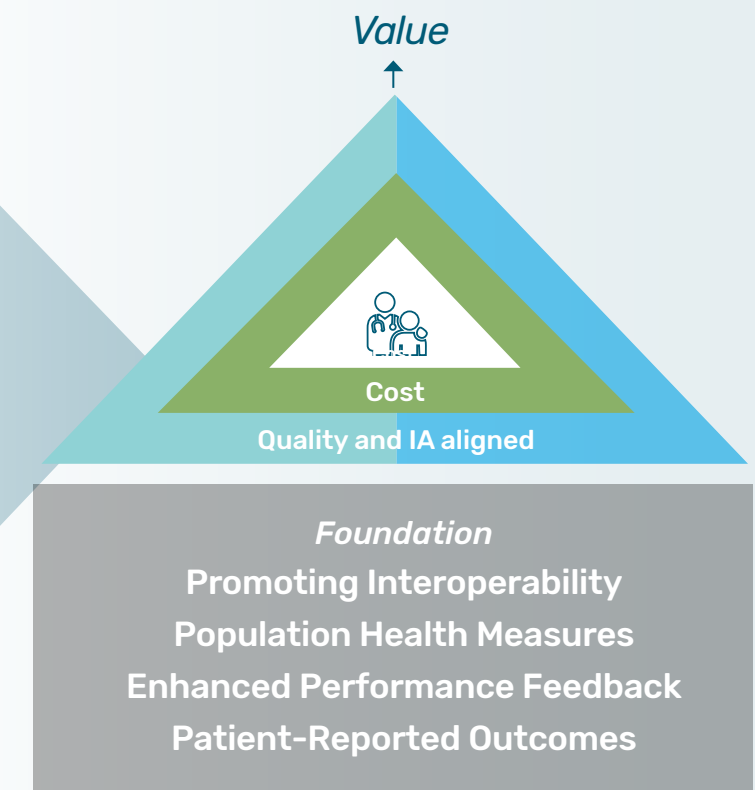 Value
Cost
Quality and IA aligned
Foundation
Promoting Interoperability
Population Health Measures
Enhanced Performance Feedback
Patient-Reported Outcomes